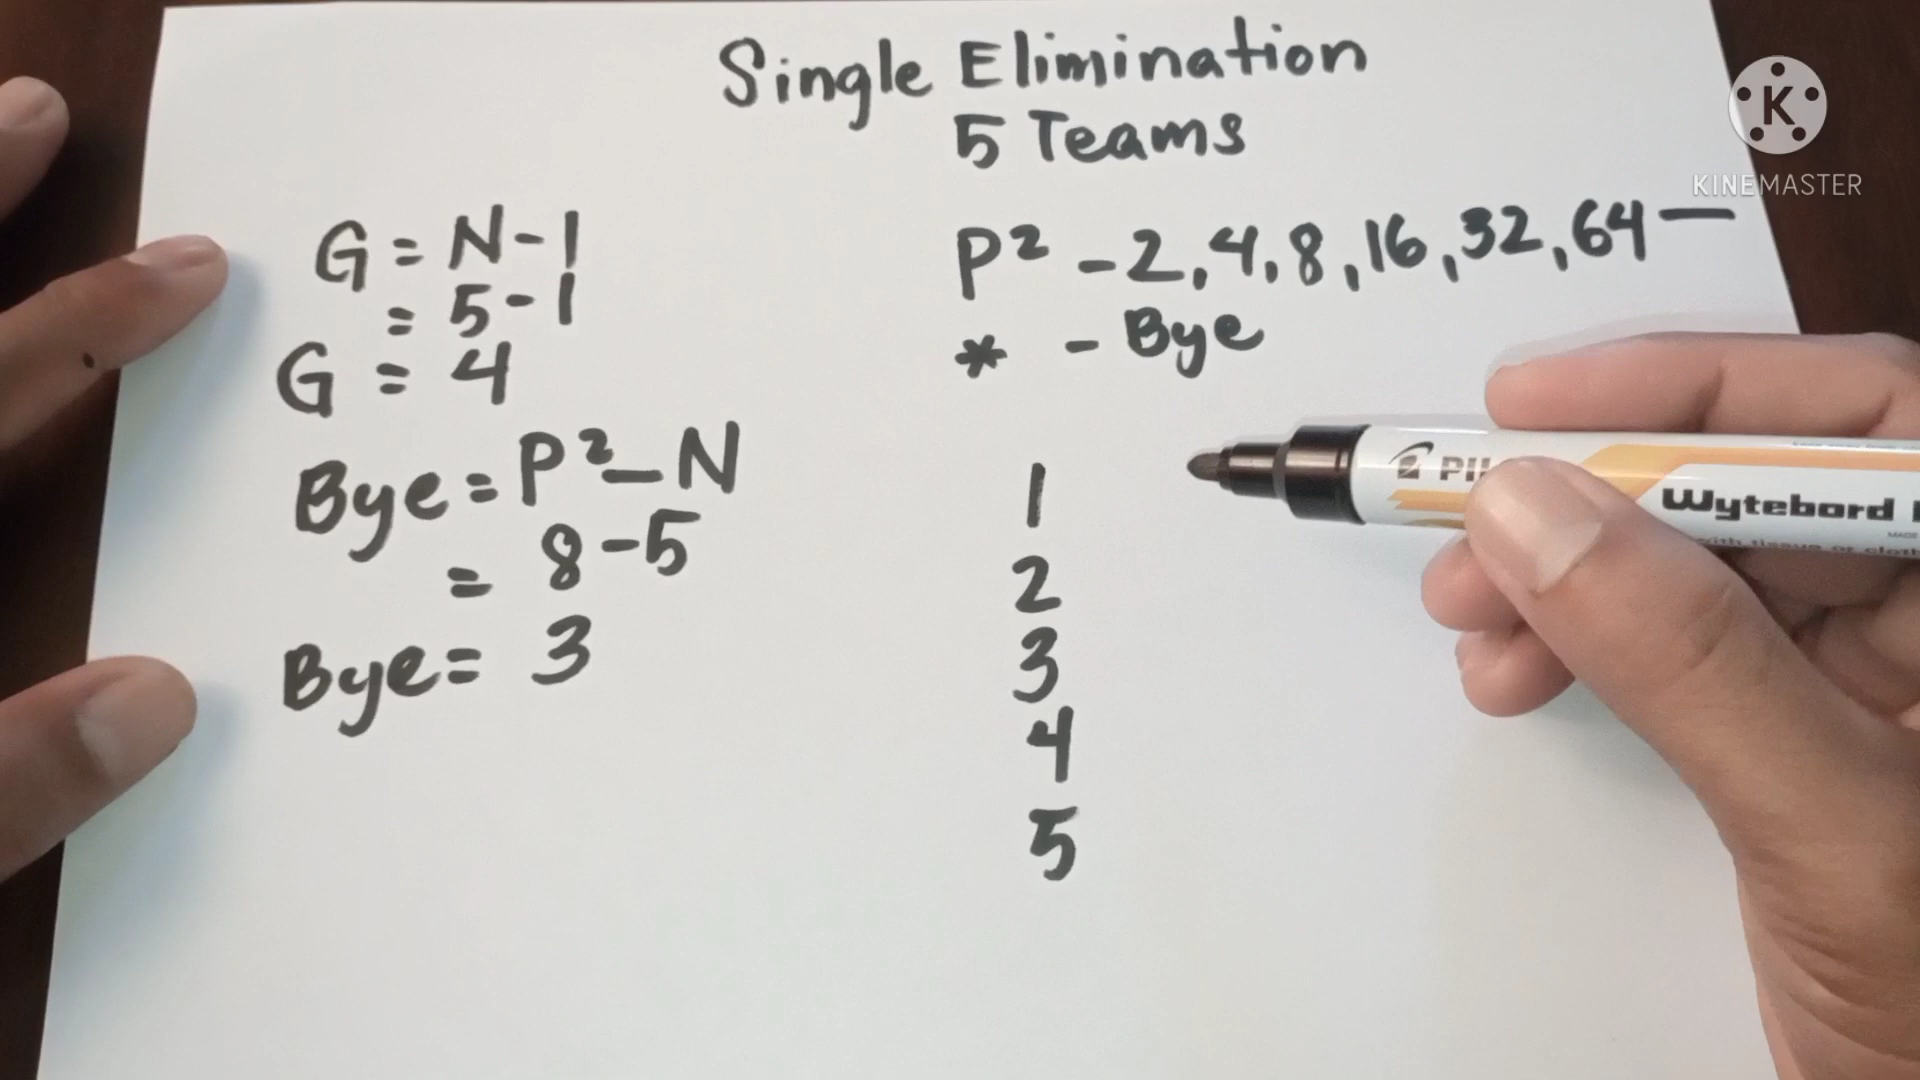 Single Elimination
5 Teams
K
KINEMASTER
G = N - 1
= 5 - 1
G = 4
Bye = P² - N
= 8 - 5
Bye = 3
P² - 2, 4, 8, 16, 32, 64 —
* - Bye
1
2
3
4
5
Wytebord